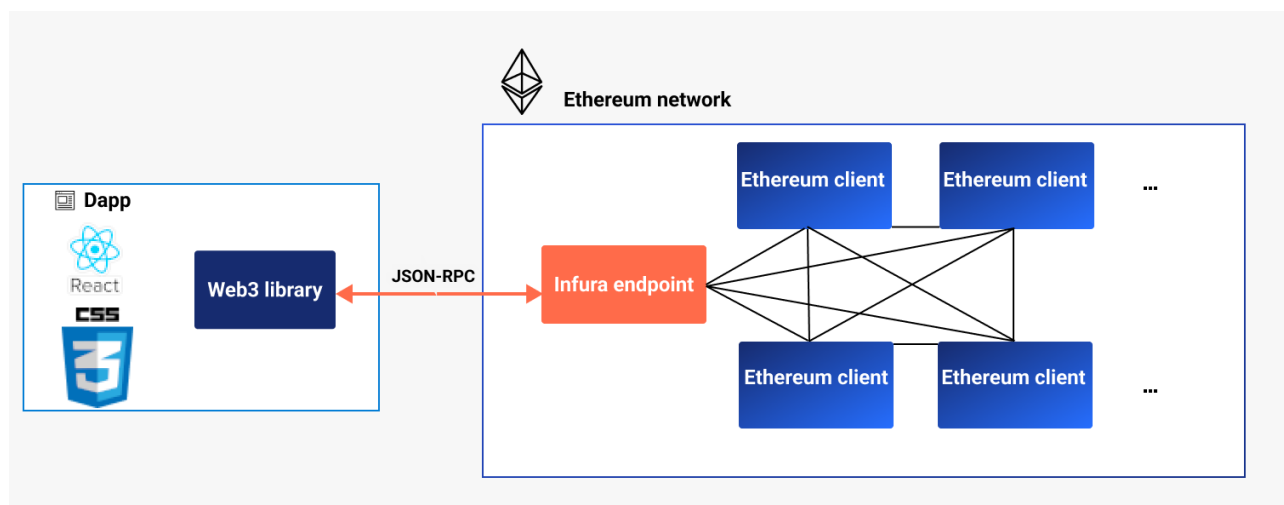 Ethereum network
Dapp
React
CSS
3
Web3 library
JSON-RPC
Infura endpoint
Ethereum client
Ethereum client
...
Ethereum client
Ethereum client
...